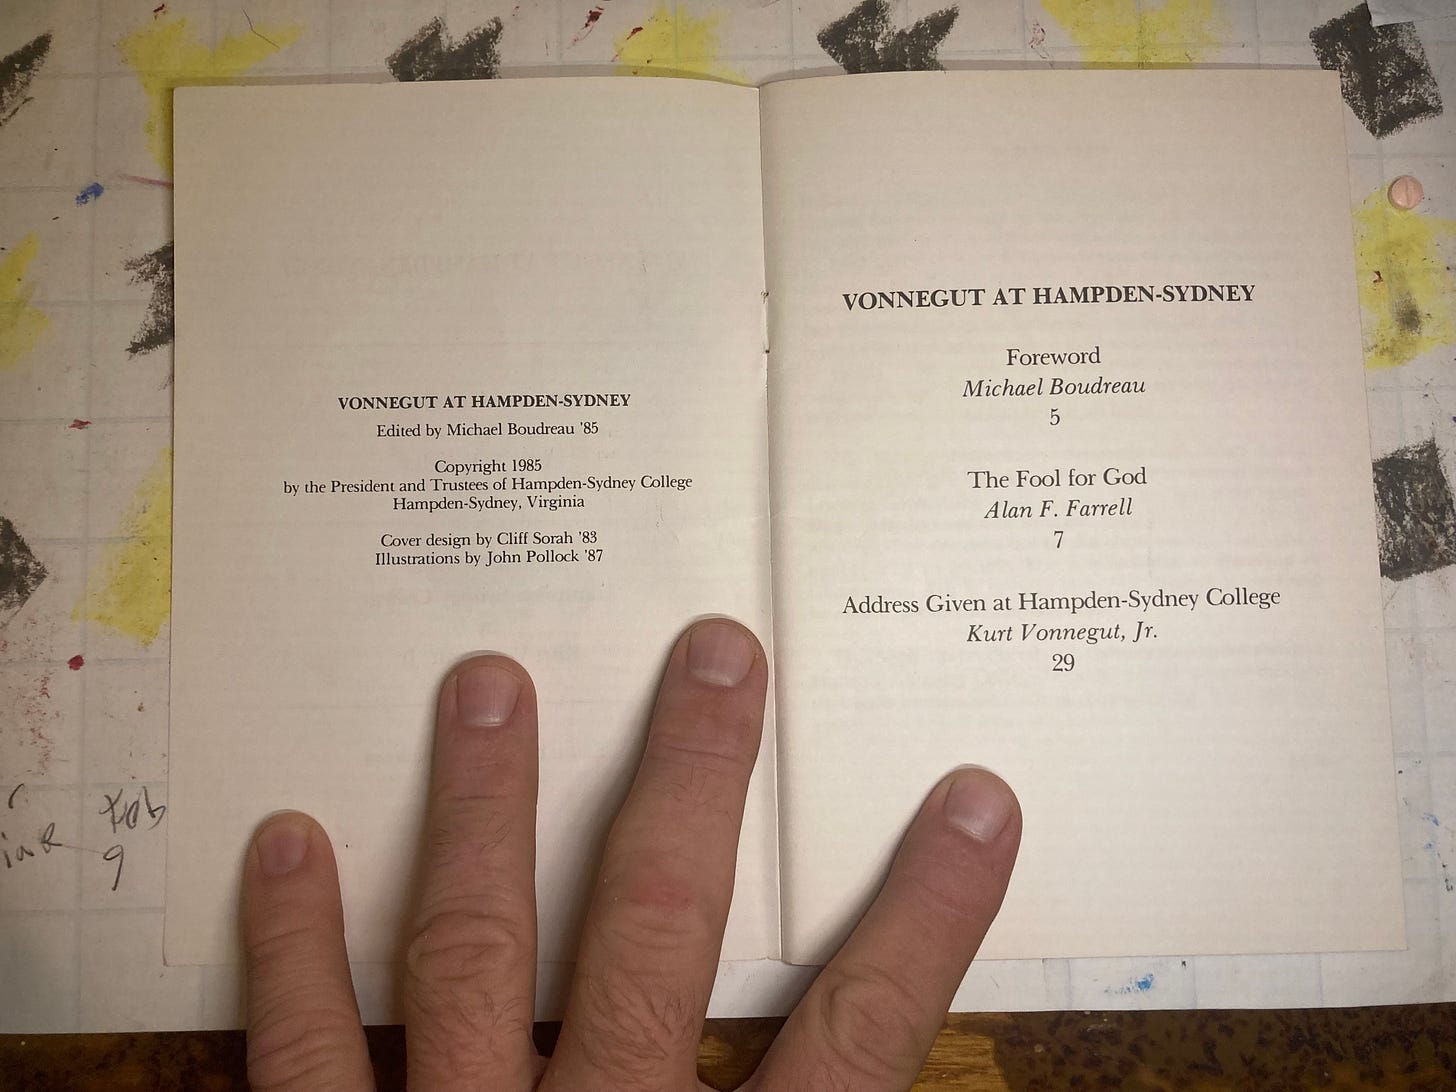 VONNEGUT AT HAMPDEN-SYDNEY
Edited by Michael Boudreau '85
Copyright 1985
by the President and Trustees of Hampden-Sydney College
Hampden-Sydney, Virginia
Cover design by Cliff Sorah '83
Illustrations by John Pollock '87
VONNEGUT AT HAMPDEN-SYDNEY
Foreword
Michael Boudreau
5
The Fool for God
Alan F. Farrell
7
Address Given at Hampden-Sydney College
Kurt Vonnegut, Jr.
29
9